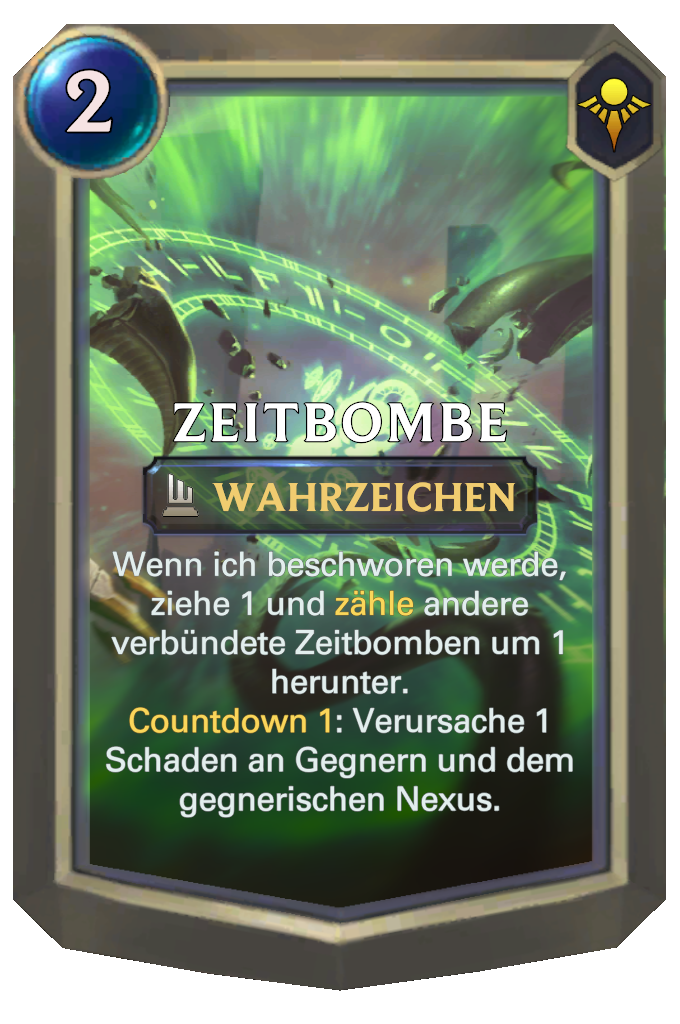 2
ZEITBOMBE
WAHRZEICHEN
Wenn ich beschworen werde,
ziehe 1 und zähle andere
verbündete Zeitbomben um 1
herunter.
Countdown 1: Verursache 1
Schaden an Gegnern und dem
gegnerischen Nexus.